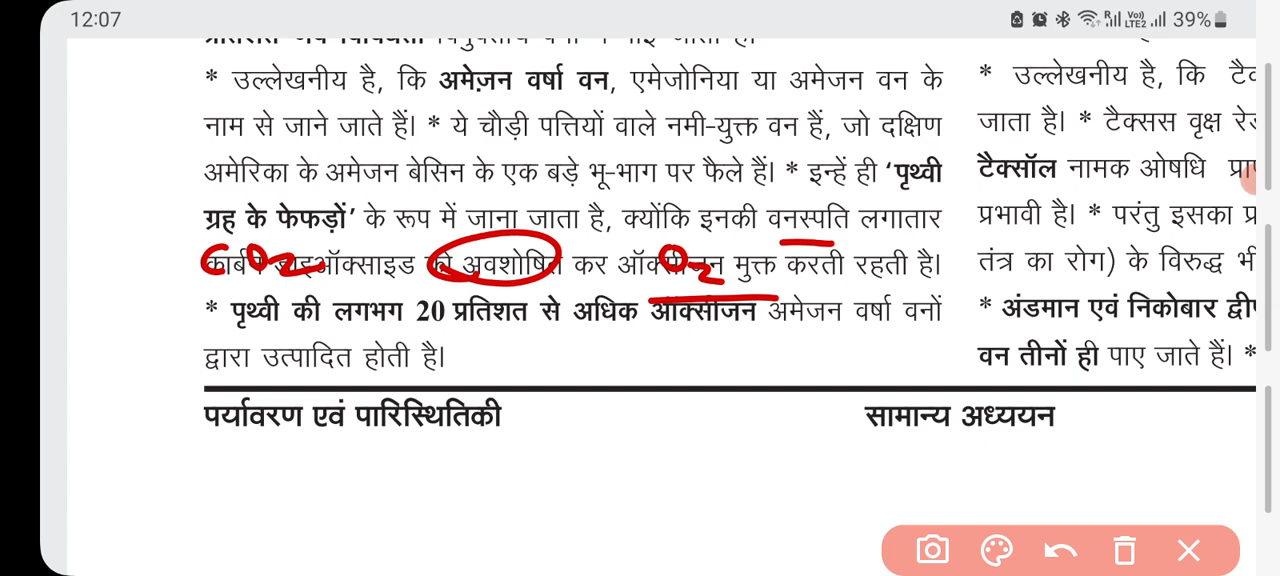 12:07 39%
* उल्लेखनीय है, कि अमेज़न वर्षा वन, एमेजोनिया या अमेजन वन के
नाम से जाने जाते हैं। * ये चौड़ी पत्तियों वाले नमी-युक्त वन हैं, जो दक्षिण
अमेरिका के अमेजन बेसिन के एक बड़े भू-भाग पर फैले हैं। * इन्हें ही ‘पृथ्वी
ग्रह के फेफड़ों’ के रूप में जाना जाता है, क्योंकि इनकी वनस्पति लगातार
CO2 O2
कार्बन डाइऑक्साइड को अवशोषित कर ऑक्सीजन मुक्त करती रहती है।
* पृथ्वी की लगभग 20 प्रतिशत से अधिक ऑक्सीजन अमेजन वर्षा वनों
द्वारा उत्पादित होती है।
* उल्लेखनीय है, कि
जाता है। * टैक्सस वृक्ष
टैक्सॉल नामक ओषधि
प्रभावी है। * परंतु इसका
तंत्र का रोग) के विरुद्ध भी
* अंडमान एवं निकोबार
वन तीनों ही पाए जाते हैं। *
पर्यावरण एवं पारिस्थितिकी सामान्य अध्ययन